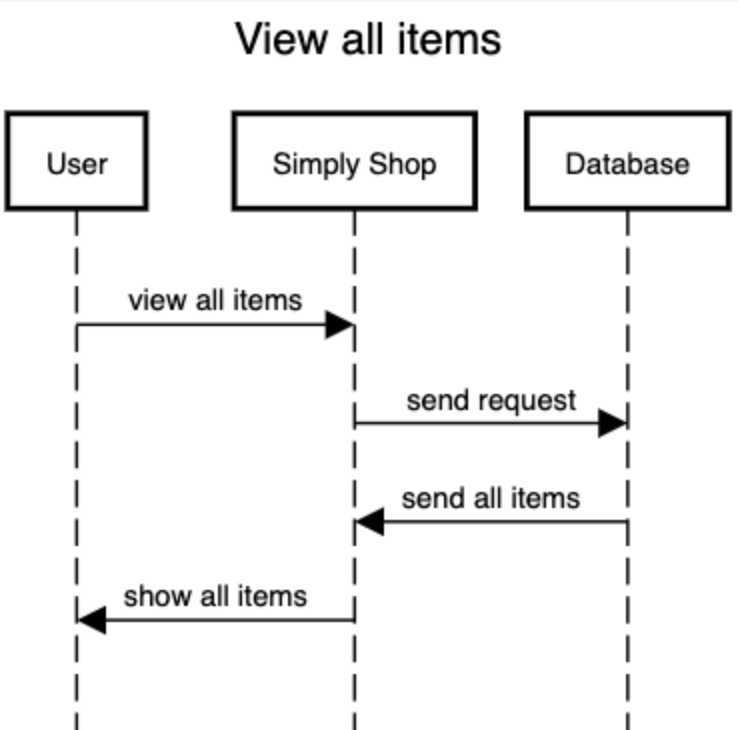 View all items
User
Simply Shop
Database
view all items
send request
send all items
show all items